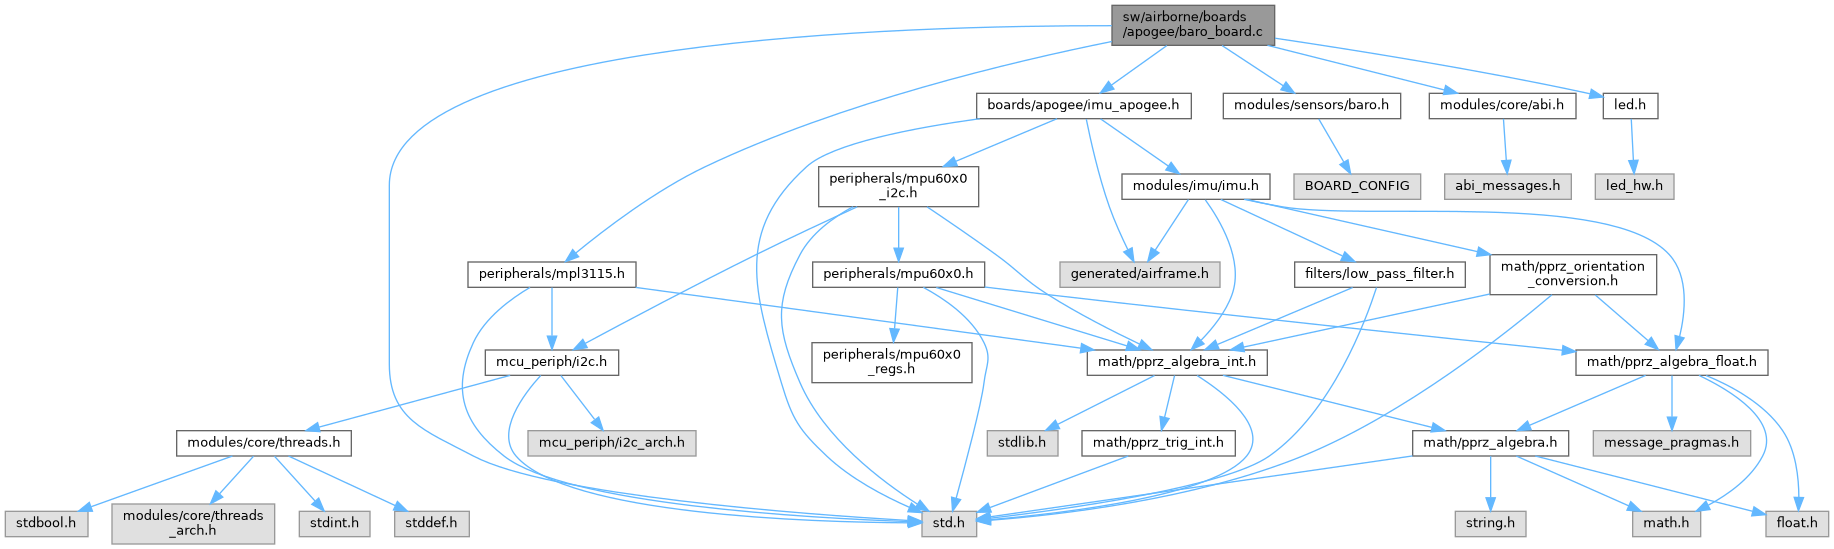 sw/airborne/boards
/apogee/baro_board.c
boards/apogee/imu_apogee.h
modules/sensors/baro.h
modules/core/abi.h
led.h
peripherals/mpu60x0
_i2c.h
modules/imu/imu.h
BOARD_CONFIG
abi_messages.h
led_hw.h
peripherals/mpl3115.h
peripherals/mpu60x0.h
generated/airframe.h
filters/low_pass_filter.h
math/pprz_orientation
_conversion.h
mcu_periph/i2c.h
peripherals/mpu60x0
_regs.h
math/pprz_algebra_int.h
math/pprz_algebra_float.h
modules/core/threads.h
mcu_periph/i2c_arch.h
stdlib.h
math/pprz_trig_int.h
math/pprz_algebra.h
message_pragmas.h
stdbool.h
modules/core/threads
_arch.h
stdint.h
stddef.h
std.h
string.h
math.h
float.h